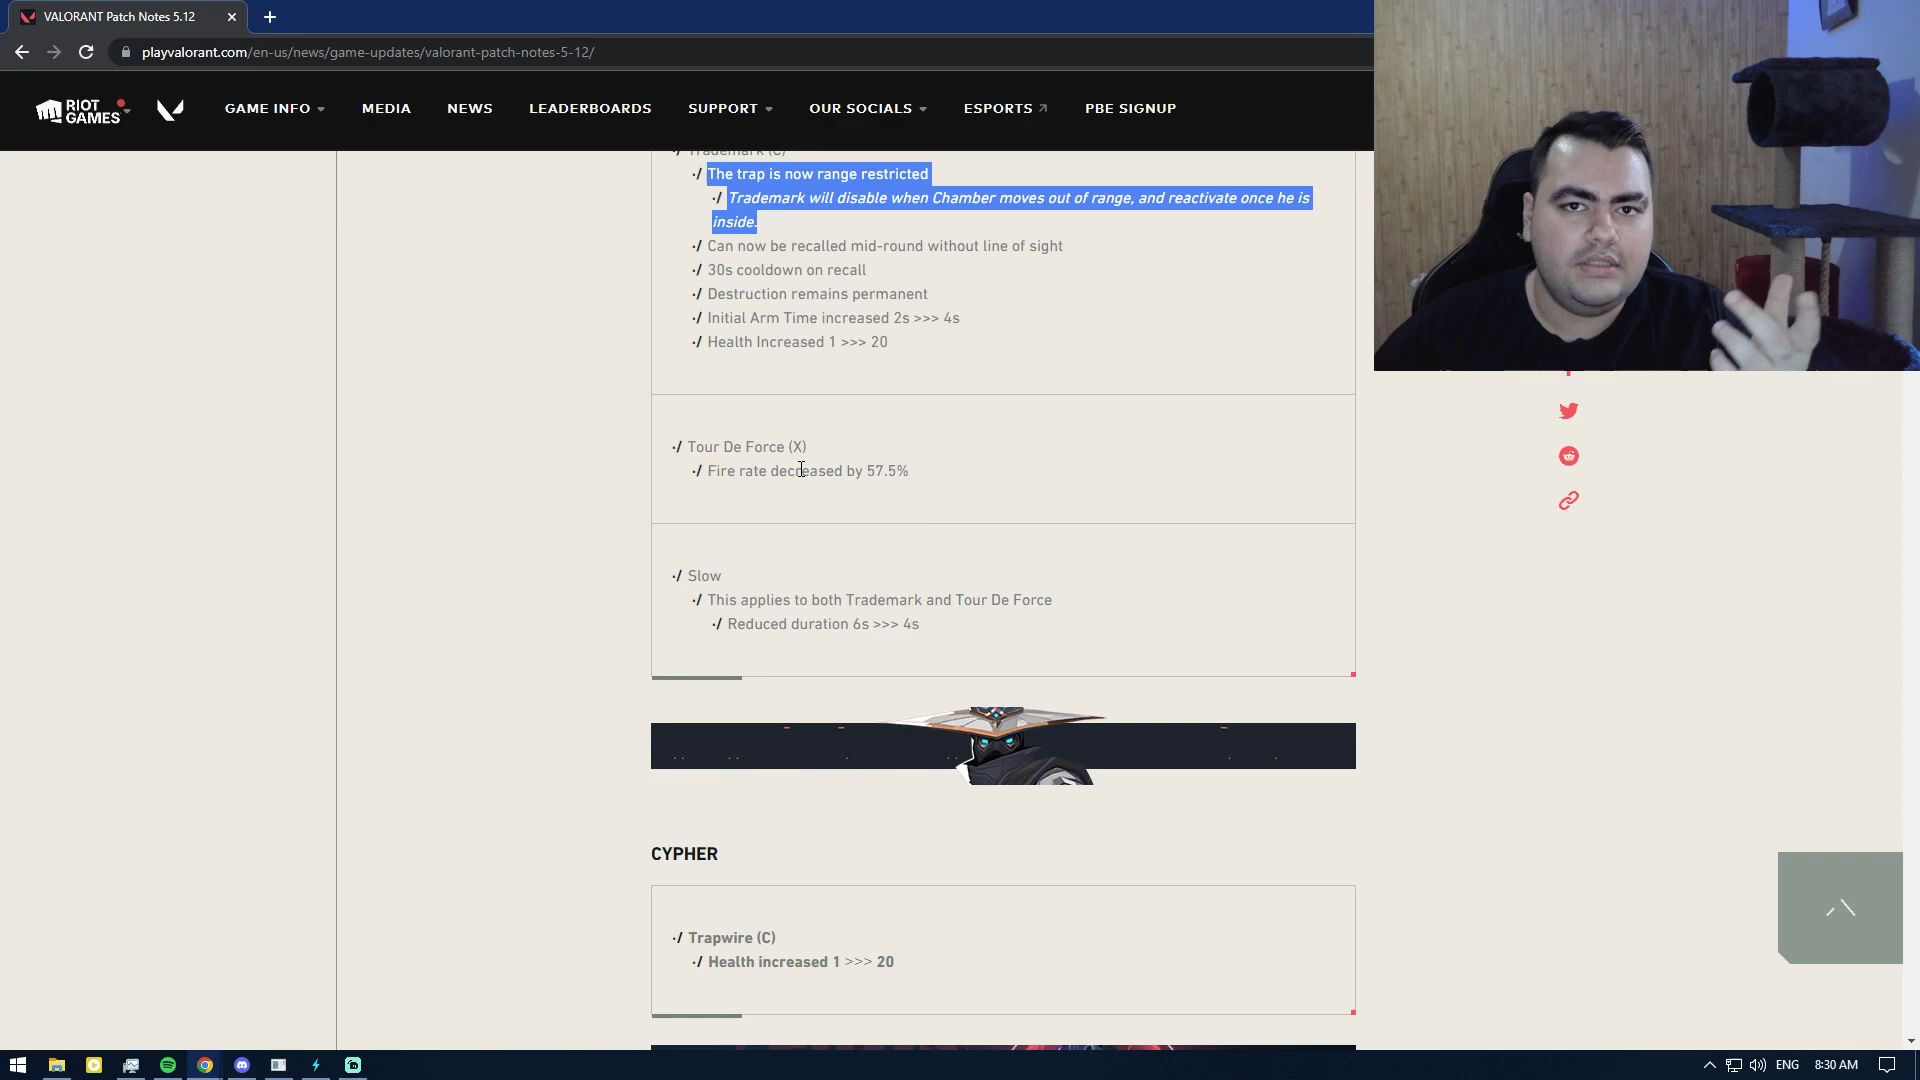 VALORANT Patch Notes 5.12
playvalorant.com/en-us/news/game-updates/valorant-patch-notes-5-12/
RIOT GAMES
GAME INFO
MEDIA
NEWS
LEADERBOARDS
SUPPORT
OUR SOCIALS
ESPORTS
PBE SIGNUP
Trademark (C)
The trap is now range restricted
Trademark will disable when Chamber moves out of range, and reactivate once he is
inside.
Can now be recalled mid-round without line of sight
30s cooldown on recall
Destruction remains permanent
Initial Arm Time increased 2s >>> 4s
Health Increased 1 >>> 20
Tour De Force (X)
Fire rate decreased by 57.5%
Slow
This applies to both Trademark and Tour De Force
Reduced duration 6s >>> 4s
CYPHER
Trapwire (C)
Health increased 1 >>> 20
ENG
8:30 AM